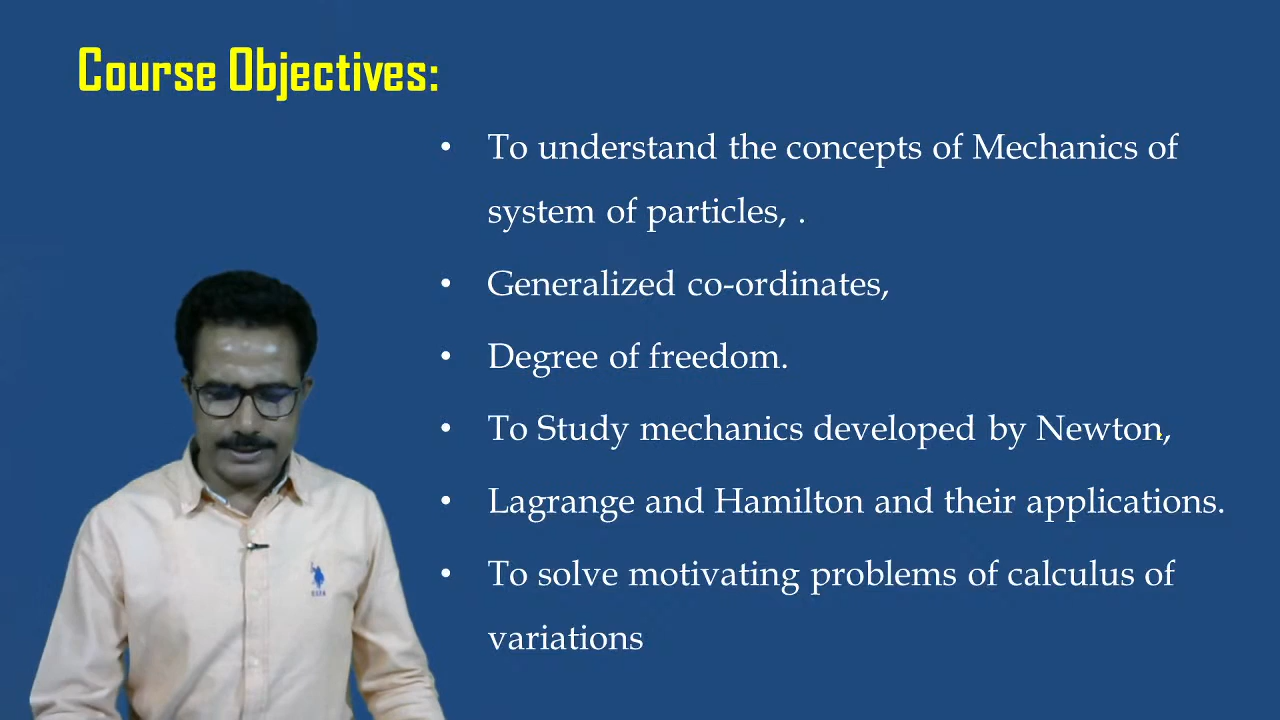 Course Objectives:
• To understand the concepts of Mechanics of
system of particles, .
• Generalized co-ordinates,
• Degree of freedom.
• To Study mechanics developed by Newton,
• Lagrange and Hamilton and their applications.
• To solve motivating problems of calculus of
variations